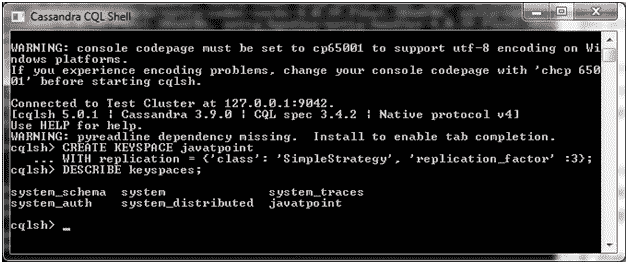 Cassandra CQL Shell
WARNING: console codepage must be set to cp65001 to support utf-8 encoding on Wi
ndows platforms.
If you experience encoding problems, change your console codepage with 'chcp 650
01' before starting cqlsh.
Connected to Test Cluster at 127.0.0.1:9042.
[cqlsh 5.0.1 | Cassandra 3.9.0 | CQL spec 3.4.2 | Native protocol v4]
Use HELP for help.
WARNING: pyreadline dependency missing.  Install to enable tab completion.
cqlsh> CREATE KEYSPACE javatpoint
   ... WITH replication = {'class': 'SimpleStrategy', 'replication_factor' :3};
cqlsh> DESCRIBE keyspaces;
system_schema  system              system_traces
system_auth    system_distributed  javatpoint
cqlsh> _